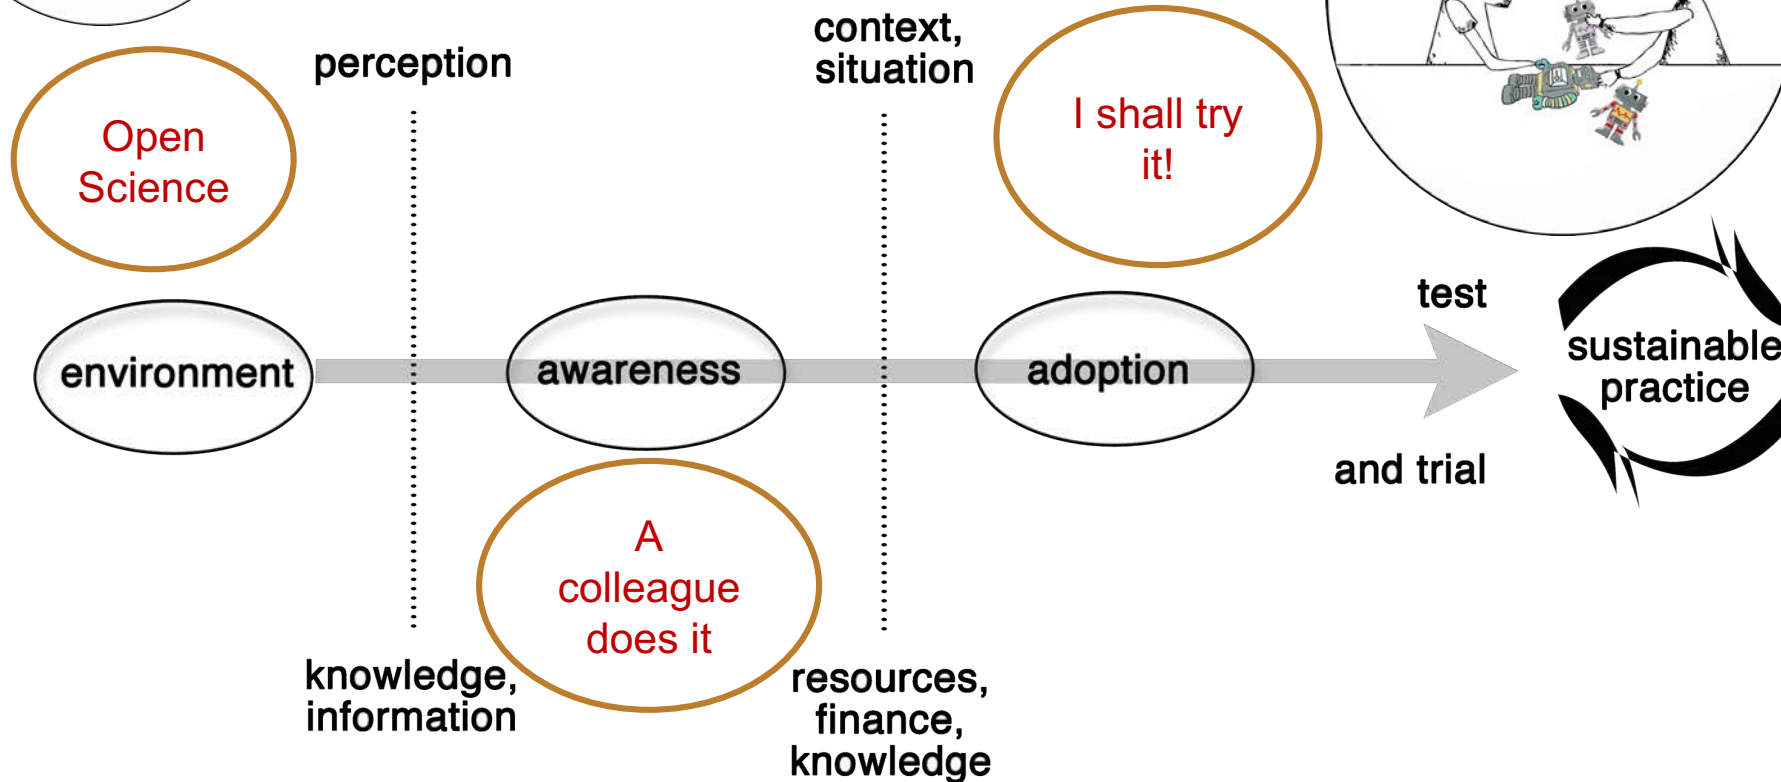 perception
context,
situation
Open
Science
I shall try
it!
environment
awareness
adoption
test
and trial
sustainable
practice
A
colleague
does it
knowledge,
information
resources,
finance,
knowledge